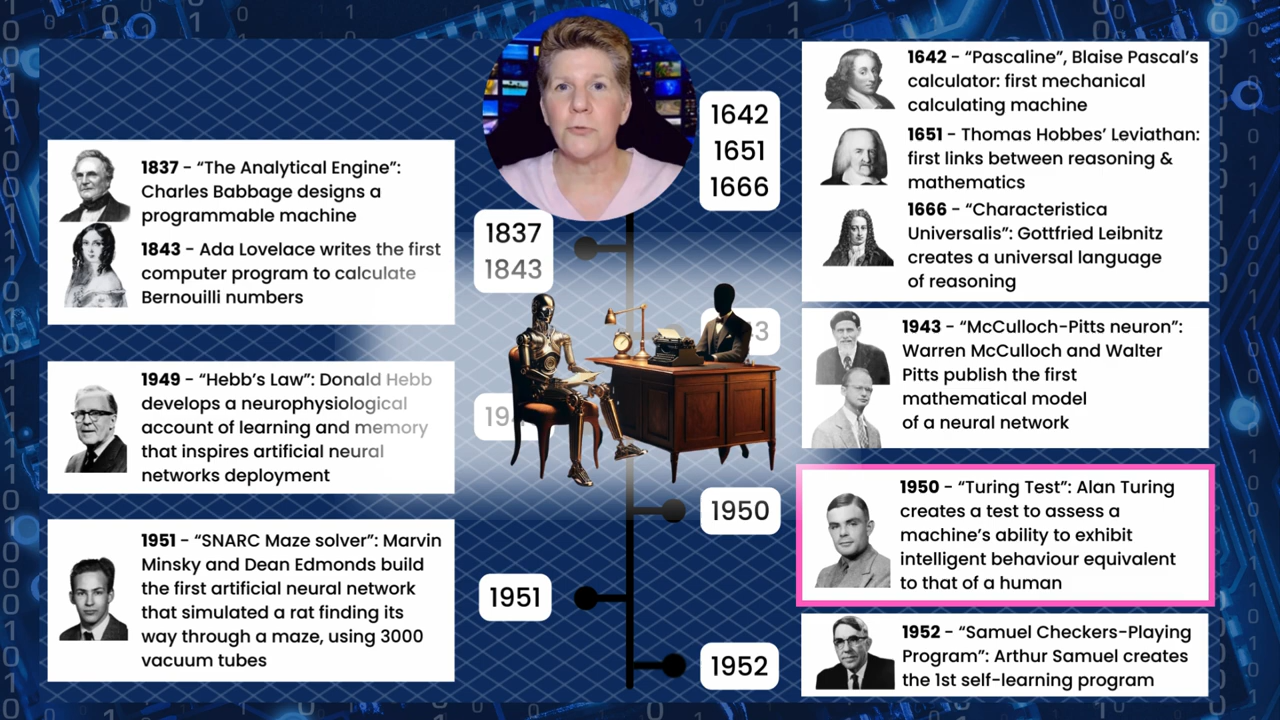 1642
1651
1666
1642 - “Pascaline”, Blaise Pascal’s
calculator: first mechanical
calculating machine
1651 - Thomas Hobbes’ Leviathan:
first links between reasoning &
mathematics
1666 - “Characteristica
Universalis”: Gottfried Leibnitz
creates a universal language
of reasoning
1837 - “The Analytical Engine”:
Charles Babbage designs a
programmable machine
1843 - Ada Lovelace writes the first
computer program to calculate
Bernouilli numbers
1837
1843
1943 - “McCulloch-Pitts neuron”:
Warren McCulloch and Walter
Pitts publish the first
mathematical model
of a neural network
1949 - “Hebb’s Law”: Donald Hebb
develops a neurophysiological
account of learning and memory
that inspires artificial neural
networks deployment
1950
1950 - “Turing Test”: Alan Turing
creates a test to assess a
machine’s ability to exhibit
intelligent behaviour equivalent
to that of a human
1951 - “SNARC Maze solver”: Marvin
Minsky and Dean Edmonds build
the first artificial neural network
that simulated a rat finding its
way through a maze, using 3000
vacuum tubes
1951
1952
1952 - “Samuel Checkers-Playing
Program”: Arthur Samuel creates
the 1st self-learning program